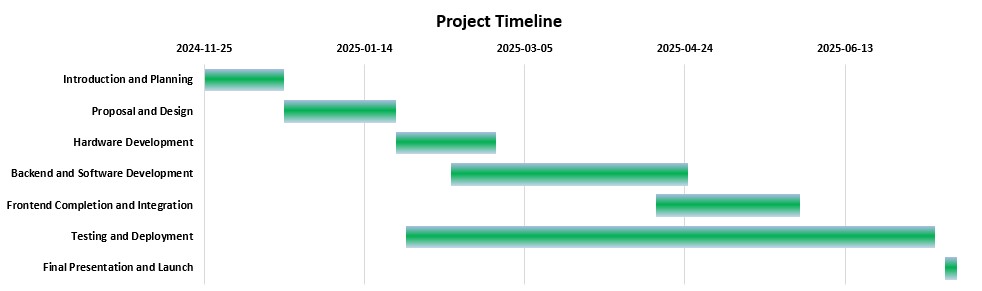 Project Timeline
2024-11-25 2025-01-14 2025-03-05 2025-04-24 2025-06-13
Introduction and Planning
Proposal and Design
Hardware Development
Backend and Software Development
Frontend Completion and Integration
Testing and Deployment
Final Presentation and Launch